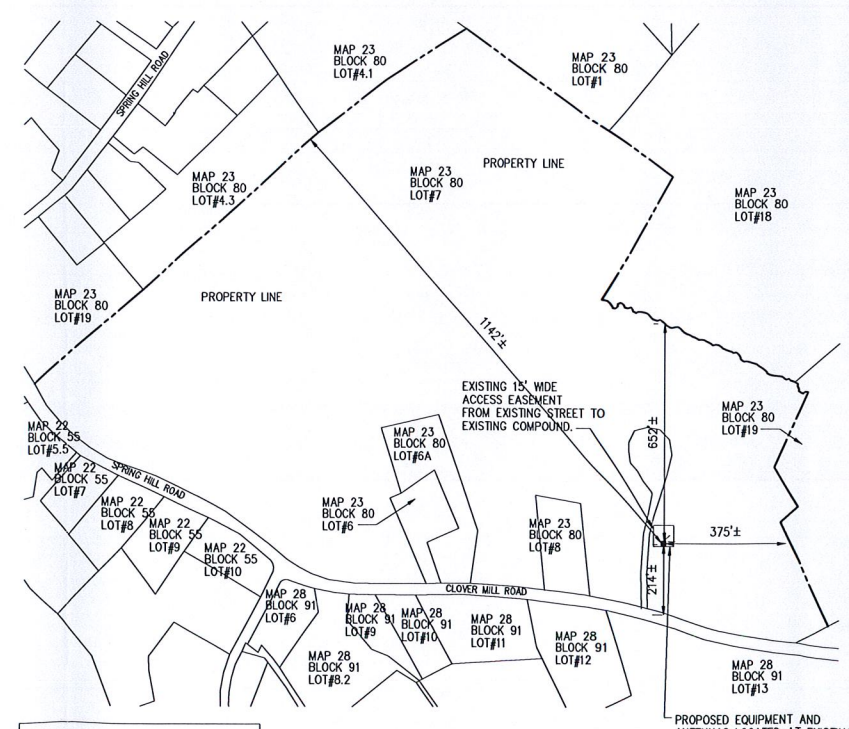 SPRING HILL ROAD
MAP 23
BLOCK 80
LOT#4.1
MAP 23
BLOCK 80
LOT#1
MAP 23
BLOCK 80
LOT#4.3
MAP 23
BLOCK 80
LOT#7
PROPERTY LINE
MAP 23
BLOCK 80
LOT#18
MAP 23
BLOCK 80
LOT#19
PROPERTY LINE
1142'±
EXISTING 15' WIDE
ACCESS EASEMENT
FROM EXISTING STREET TO
EXISTING COMPOUND.
652'±
MAP 23
BLOCK 80
LOT#19
MAP 22
BLOCK 55
LOT#5.5
MAP 22
BLOCK 55
LOT#7
SPRING HILL ROAD
MAP 22
BLOCK 55
LOT#8
MAP 22
BLOCK 55
LOT#9
MAP 22
BLOCK 55
LOT#10
MAP 23
BLOCK 80
LOT#6A
MAP 23
BLOCK 80
LOT#6
MAP 23
BLOCK 80
LOT#8
375'±
214'±
CLOVER MILL ROAD
MAP 28
BLOCK 91
LOT#6
MAP 28
BLOCK 91
LOT#9
MAP 28
BLOCK 91
LOT#10
MAP 28
BLOCK 91
LOT#11
MAP 28
BLOCK 91
LOT#12
MAP 28
BLOCK 91
LOT#8.2
MAP 28
BLOCK 91
LOT#13
PROPOSED EQUIPMENT AND